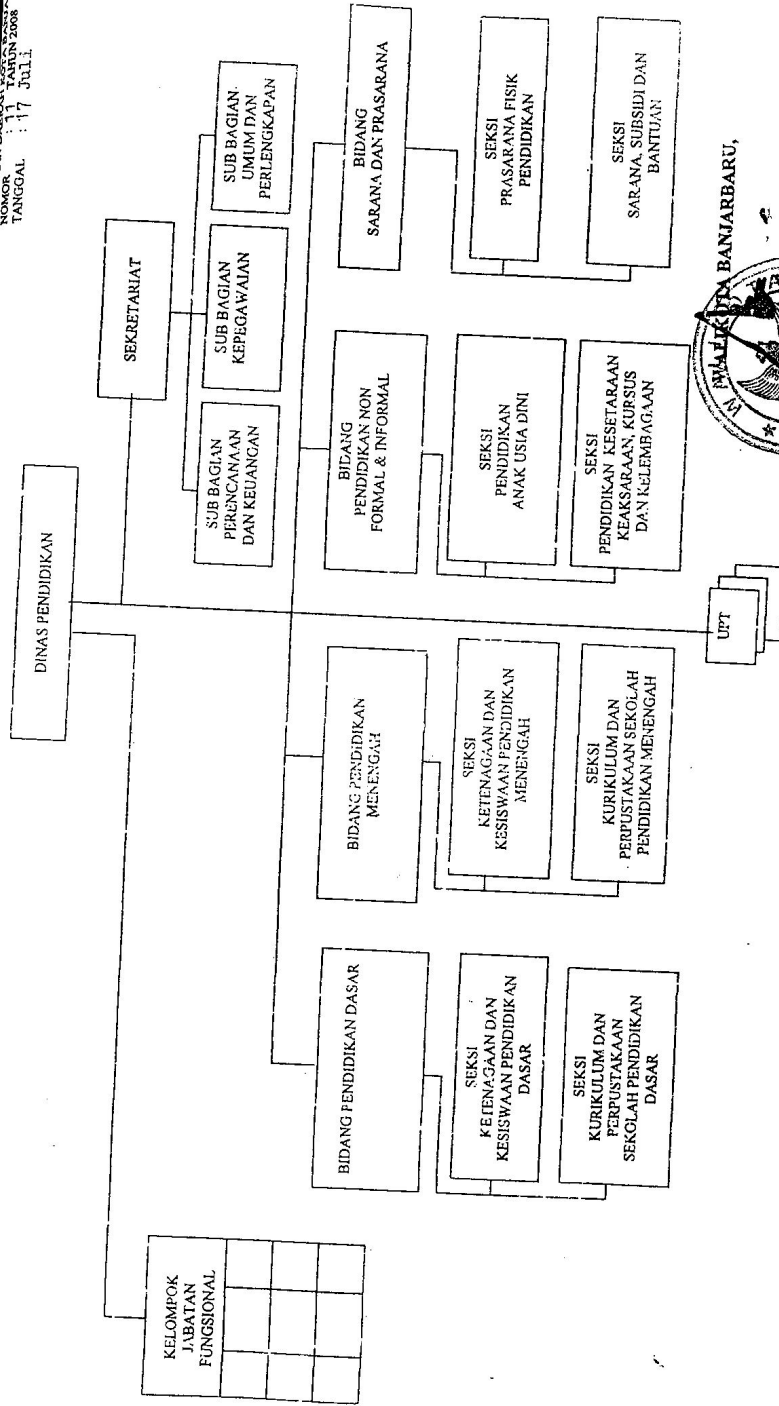 NOMOR : 11 TAHUN 2008
TANGGAL : 17 Juli
DINAS PENDIDIKAN
SEKRETARIAT
SUB BAGIAN
PERENCANAAN
DAN KEUANGAN
SUB BAGIAN
KEPEGAWAIAN
SUB BAGIAN
UMUM DAN
PERLENGKAPAN
KELOMPOK
JABATAN
FUNGSIONAL
BIDANG PENDIDIKAN DASAR
SEKSI
KETENAGAAN DAN
KESISWAAN PENDIDIKAN
DASAR
SEKSI
KURIKULUM DAN
PERPUSTAKAAN
SEKOLAH PENDIDIKAN
DASAR
BIDANG PENDIDIKAN
MENENGAH
SEKSI
KETENAGAAN DAN
KESISWAAN PENDIDIKAN
MENENGAH
SEKSI
KURIKULUM DAN
PERPUSTAKAAN SEKOLAH
PENDIDIKAN MENENGAH
BIDANG
PENDIDIKAN NON
FORMAL & INFORMAL
SEKSI
PENDIDIKAN
ANAK USIA DINI
SEKSI
PENDIDIKAN KESETARAAN
KEAKSARAAN, KURSUS
DAN KELEMBAGAAN
BIDANG
SARANA DAN PRASARANA
SEKSI
PRASARANA FISIK
PENDIDIKAN
SEKSI
SARANA, SUBSIDI DAN
BANTUAN
UPT
WALIKOTA BANJARBARU,